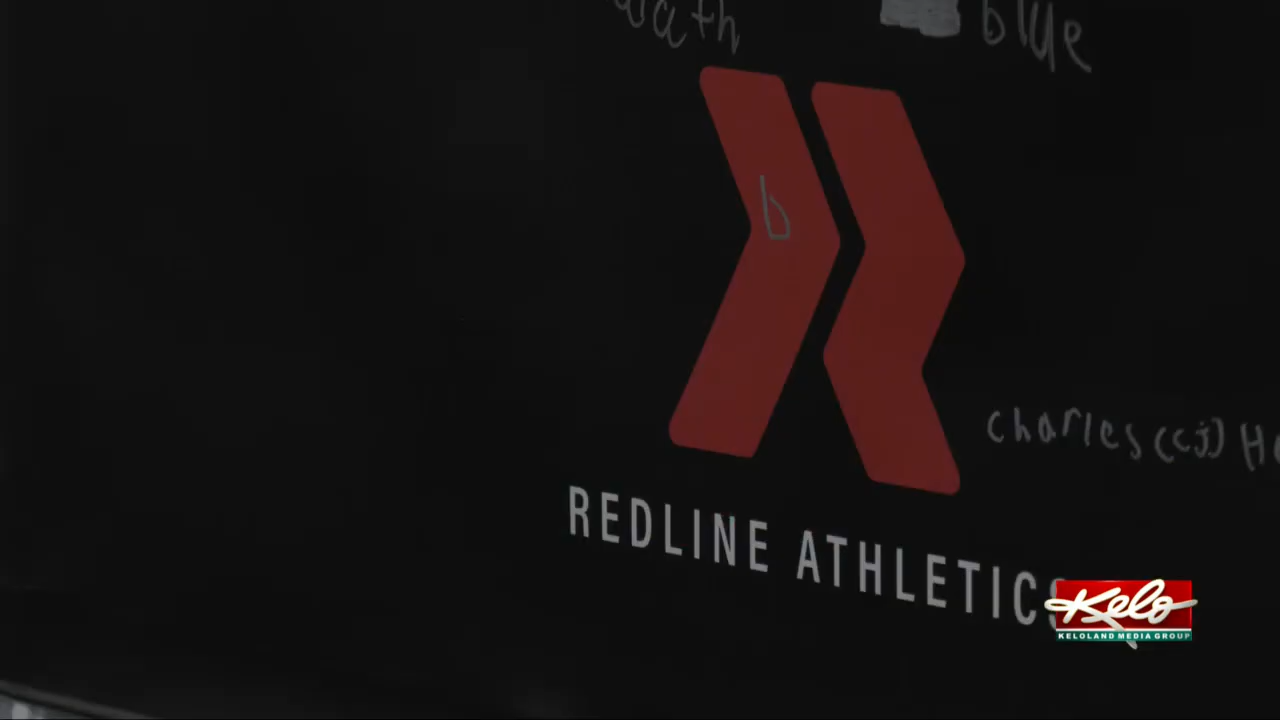 blue
b
charles (cj)
REDLINE ATHLETICS
Kelo
KELOLAND MEDIA GROUP